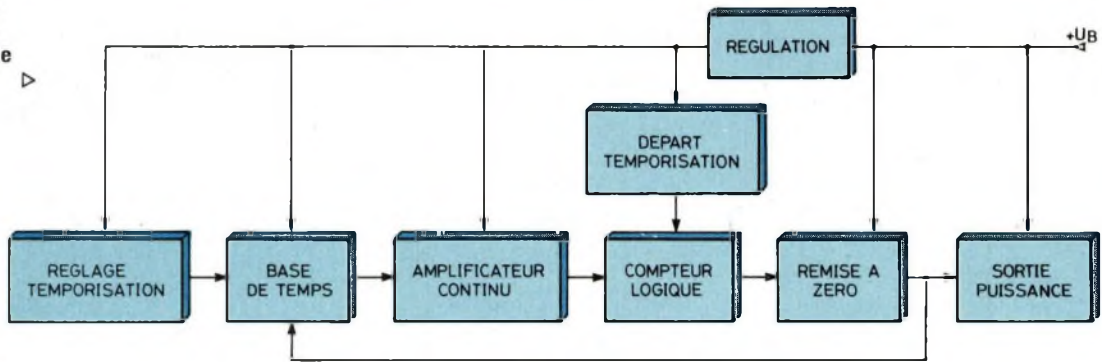 REGULATION
+UB
e
DEPART
TEMPORISATION
REGLAGE
TEMPORISATION
BASE
DE TEMPS
AMPLIFICATEUR
CONTINU
COMPTEUR
LOGIQUE
REMISE A
ZERO
SORTIE
PUISSANCE